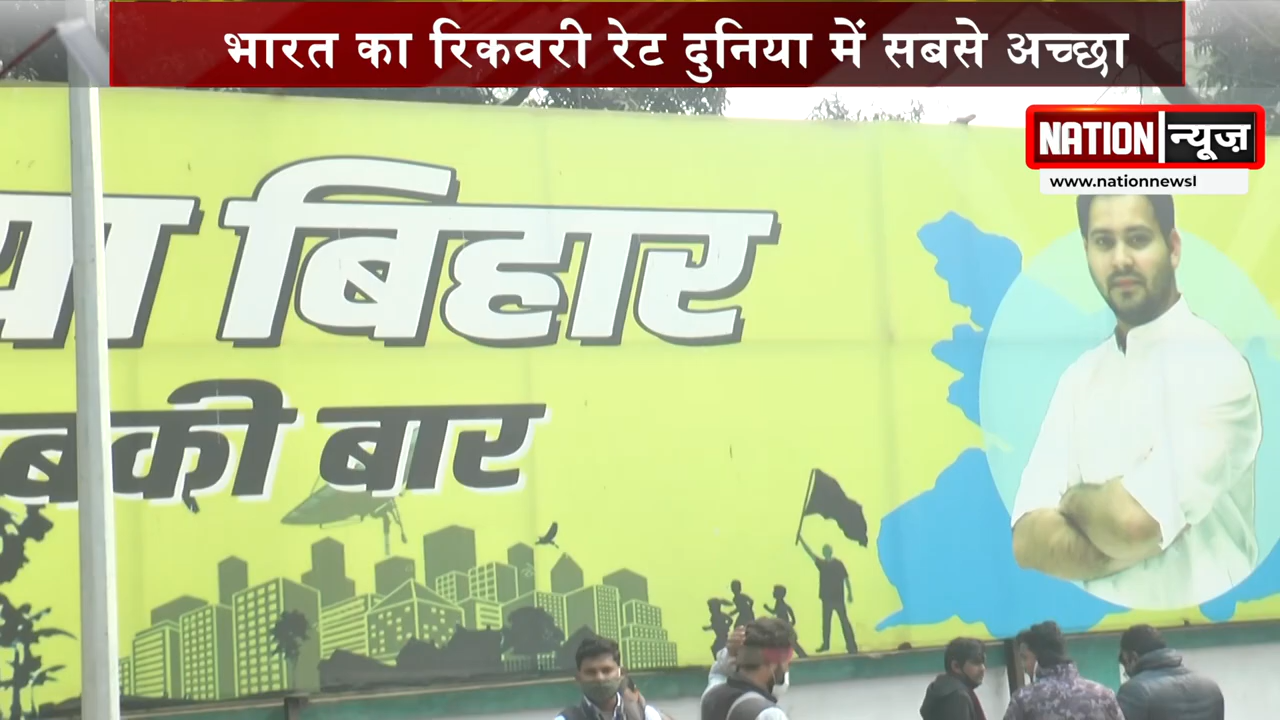 भारत का रिकवरी रेट दुनिया में सबसे अच्छा
NATION न्यूज़
www.nationnewsl
बिहार
बार